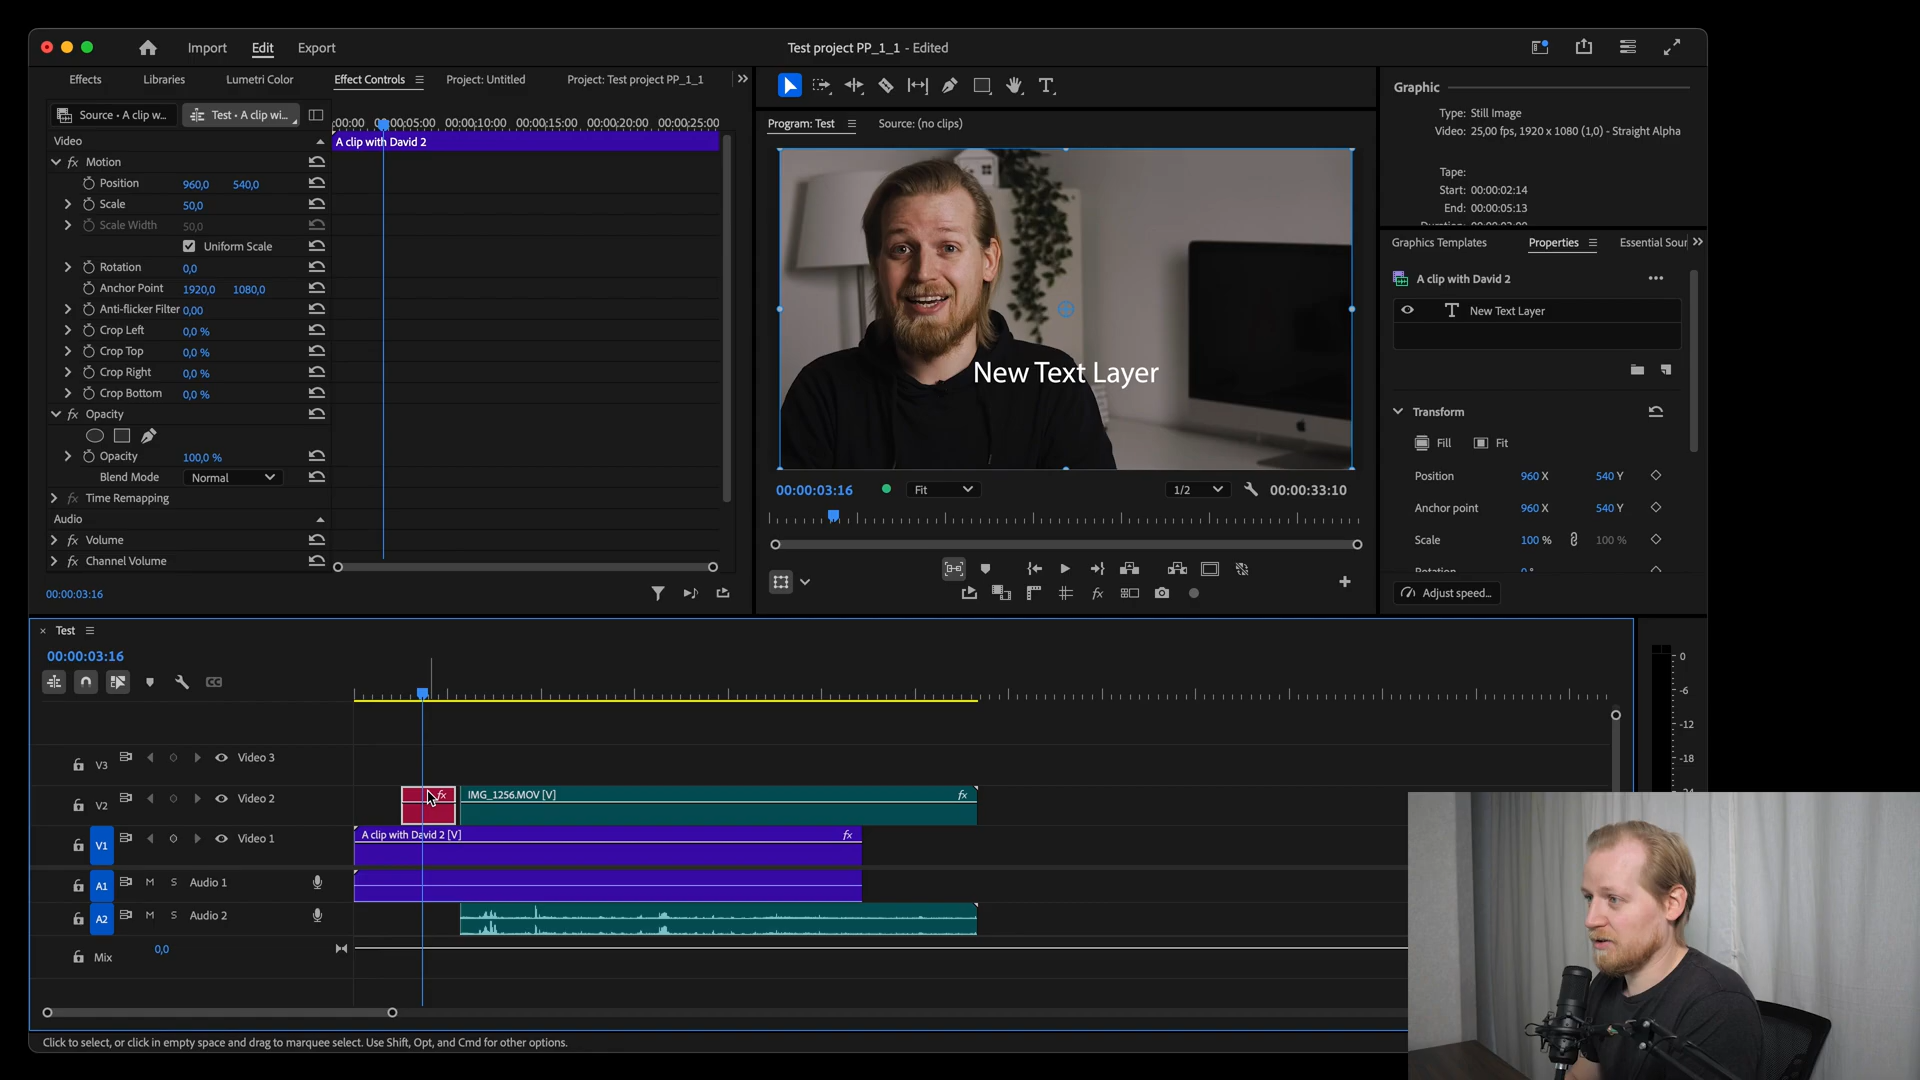 Import
Edit
Export
Test project PP_1_1 - Edited
Effects
Libraries
Lumetri Color
Effect Controls
Project: Untitled
Project: Test project PP_1_1
Source • A clip w...
Test • A clip wi...
:00:00
00:00:05:00
00:00:10:00
00:00:15:00
00:00:20:00
00:00:25:00
Video
A clip with David 2
fx Motion
Position 960,0 540,0
Scale 50,0
Scale Width 50,0
Uniform Scale
Rotation 0,0
Anchor Point 1920,0 1080,0
Anti-flicker Filter 0,00
Crop Left 0,0 %
Crop Top 0,0 %
Crop Right 0,0 %
Crop Bottom 0,0 %
fx Opacity
Opacity 100,0 %
Blend Mode Normal
fx Time Remapping
Audio
fx Volume
fx Channel Volume
00:00:03:16
Program: Test
Source: (no clips)
New Text Layer
00:00:03:16
Fit
1/2
00:00:33:10
fx
Graphic
Type: Still Image
Video: 25,00 fps, 1920 x 1080 (1,0) - Straight Alpha
Tape:
Start: 00:00:02:14
End: 00:00:05:13
Graphics Templates
Properties
Essential Sour
A clip with David 2
New Text Layer
Transform
Fill
Fit
Position 960 X 540 Y
Anchor point 960 X 540 Y
Scale 100 % 100 %
Rotation 0 °
Adjust speed...
× Test
00:00:03:16
CC
V3 Video 3
V2 Video 2
fx
IMG_1256.MOV [V]
fx
V1 Video 1
A clip with David 2 [V]
fx
A1 M S Audio 1
A2 M S Audio 2
Mix 0,0
0
-6
-12
-18
Click to select, or click in empty space and drag to marquee select. Use Shift, Opt, and Cmd for other options.